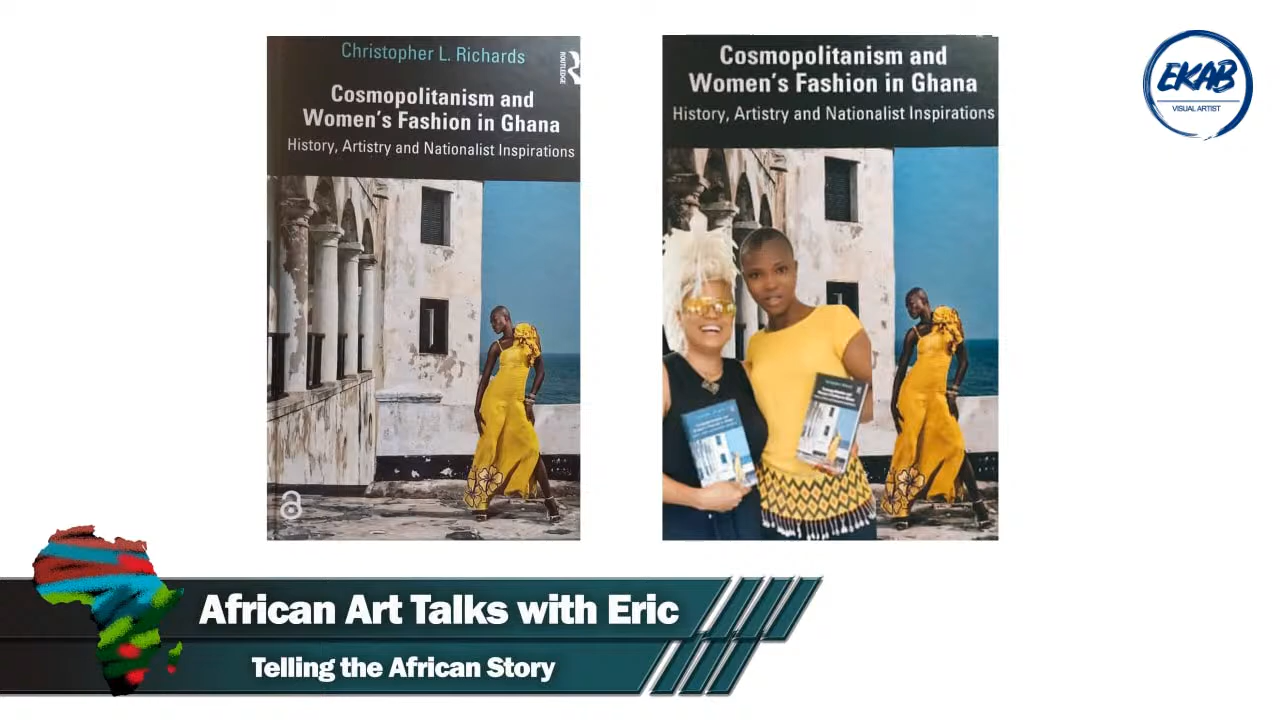 Christopher L. Richards
ROUTLEDGE
Cosmopolitanism and
Women's Fashion in Ghana
History, Artistry and Nationalist Inspirations
Cosmopolitanism and
Women's Fashion in Ghana
History, Artistry and Nationalist Inspirations
EKAB
VISUAL ARTIST
African Art Talks with Eric
Telling the African Story